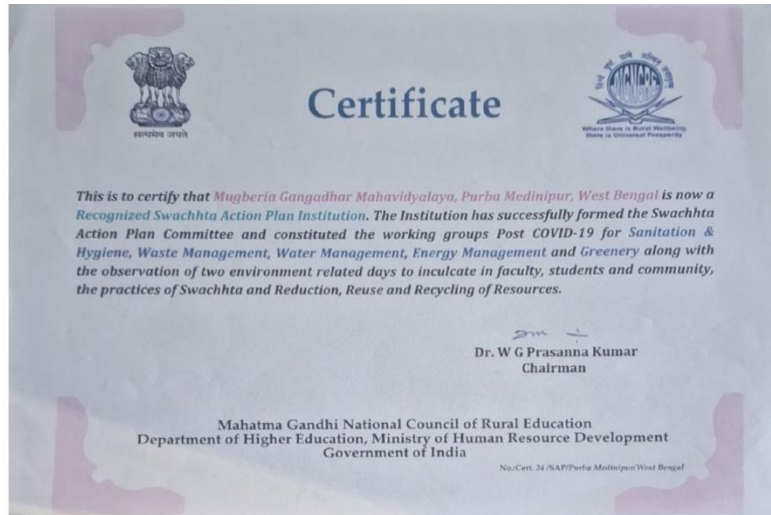 सत्यमेव जयते
Certificate
MGNCRE
Where there is Rural Wellbeing
there is Universal Prosperity
This is to certify that Mugberia Gangadhar Mahavidyalaya, Purba Medinipur, West Bengal is now a
Recognized Swachhta Action Plan Institution. The Institution has successfully formed the Swachhta
Action Plan Committee and constituted the working groups Post COVID-19 for Sanitation &
Hygiene, Waste Management, Water Management, Energy Management and Greenery along with
the observation of two environment related days to inculcate in faculty, students and community,
the practices of Swachhta and Reduction, Reuse and Recycling of Resources.
Dr. W G Prasanna Kumar
Chairman
Mahatma Gandhi National Council of Rural Education
Department of Higher Education, Ministry of Human Resource Development
Government of India
No.:Cert. 24 /SAP/Purba Medinipur/West Bengal